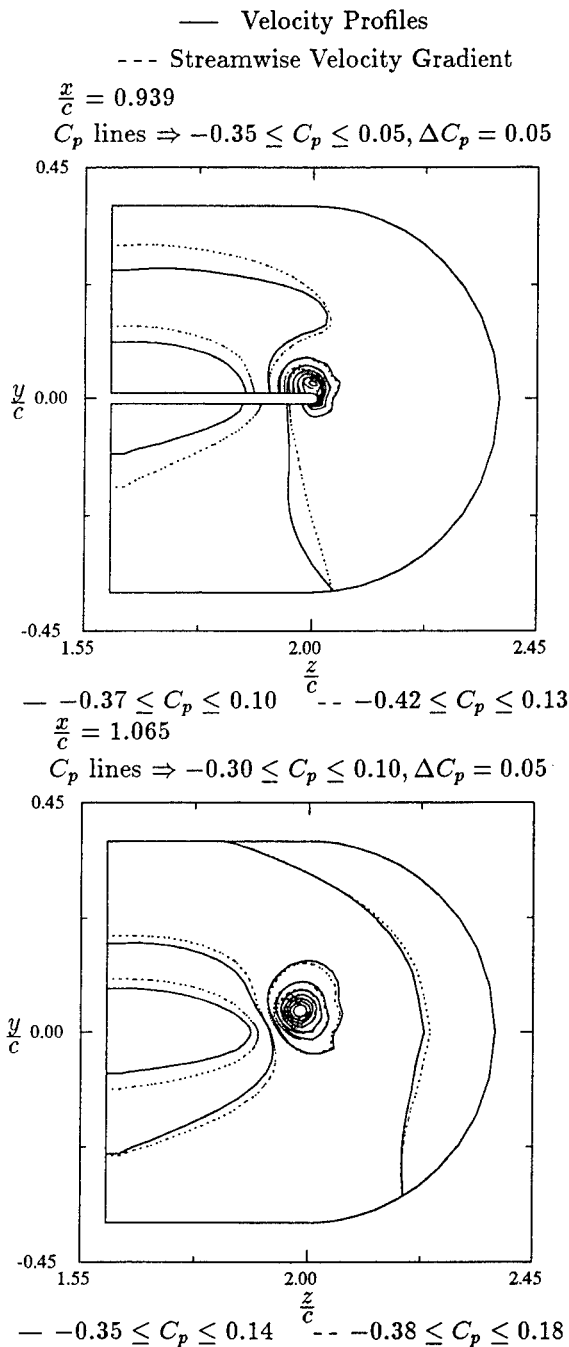 — Velocity Profiles
--- Streamwise Velocity Gradient
x/c = 0.939
C_p lines ⇒ −0.35 ≤ C_p ≤ 0.05, ΔC_p = 0.05
0.45
y/c
0.00
-0.45
1.55 2.00 2.45
z/c
— −0.37 ≤ C_p ≤ 0.10 -- −0.42 ≤ C_p ≤ 0.13
x/c = 1.065
C_p lines ⇒ −0.30 ≤ C_p ≤ 0.10, ΔC_p = 0.05
0.45
y/c
0.00
-0.45
1.55 2.00 2.45
z/c
— −0.35 ≤ C_p ≤ 0.14 -- −0.38 ≤ C_p ≤ 0.18